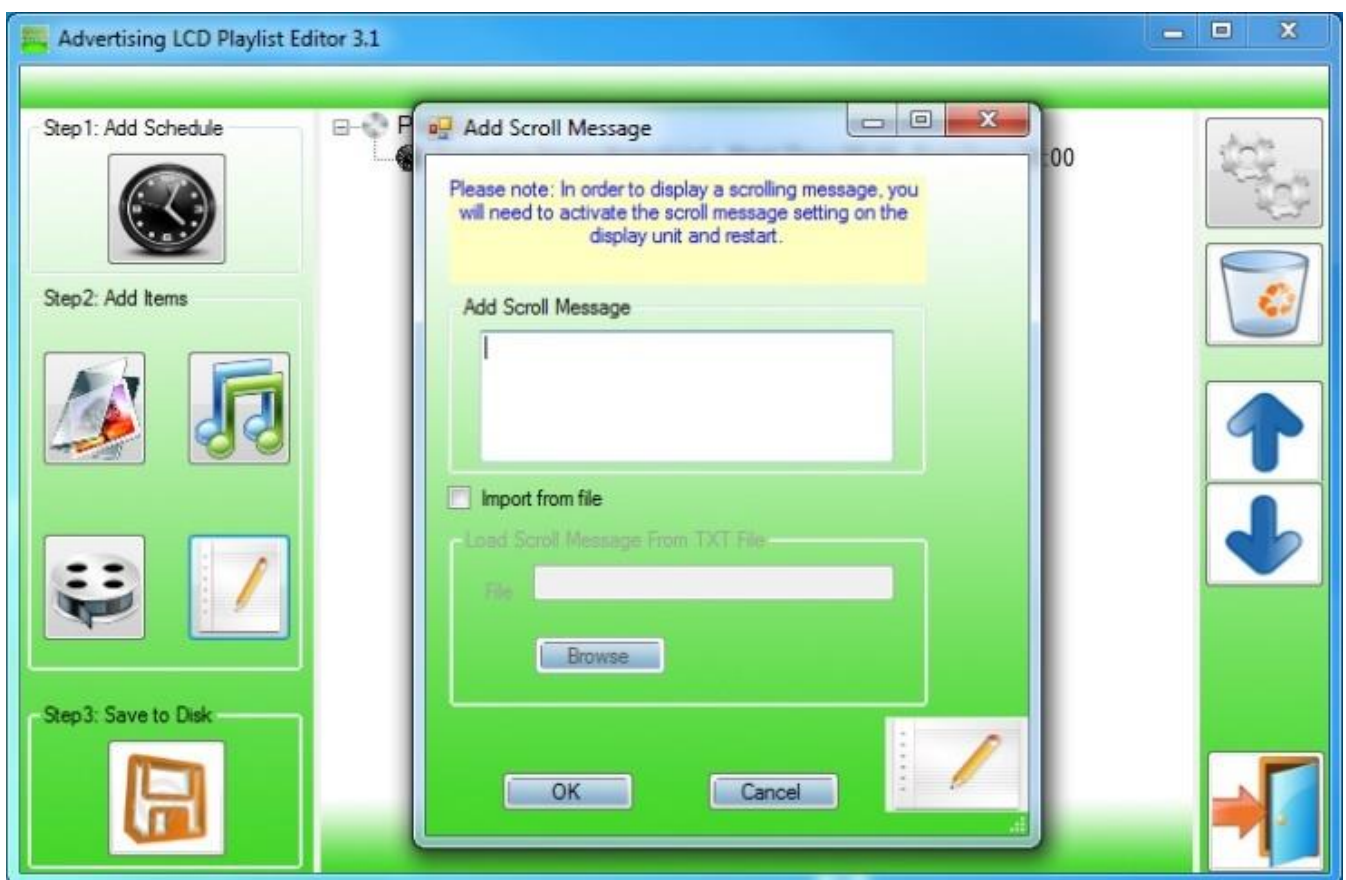 Advertising LCD Playlist Editor 3.1
Step1: Add Schedule
P
:00
Step2: Add Items
Step3: Save to Disk
Add Scroll Message
Please note: In order to display a scrolling message, you
will need to activate the scroll message setting on the
display unit and restart.
Add Scroll Message
Import from file
Load Scroll Message From TXT File
File
Browse
OK
Cancel